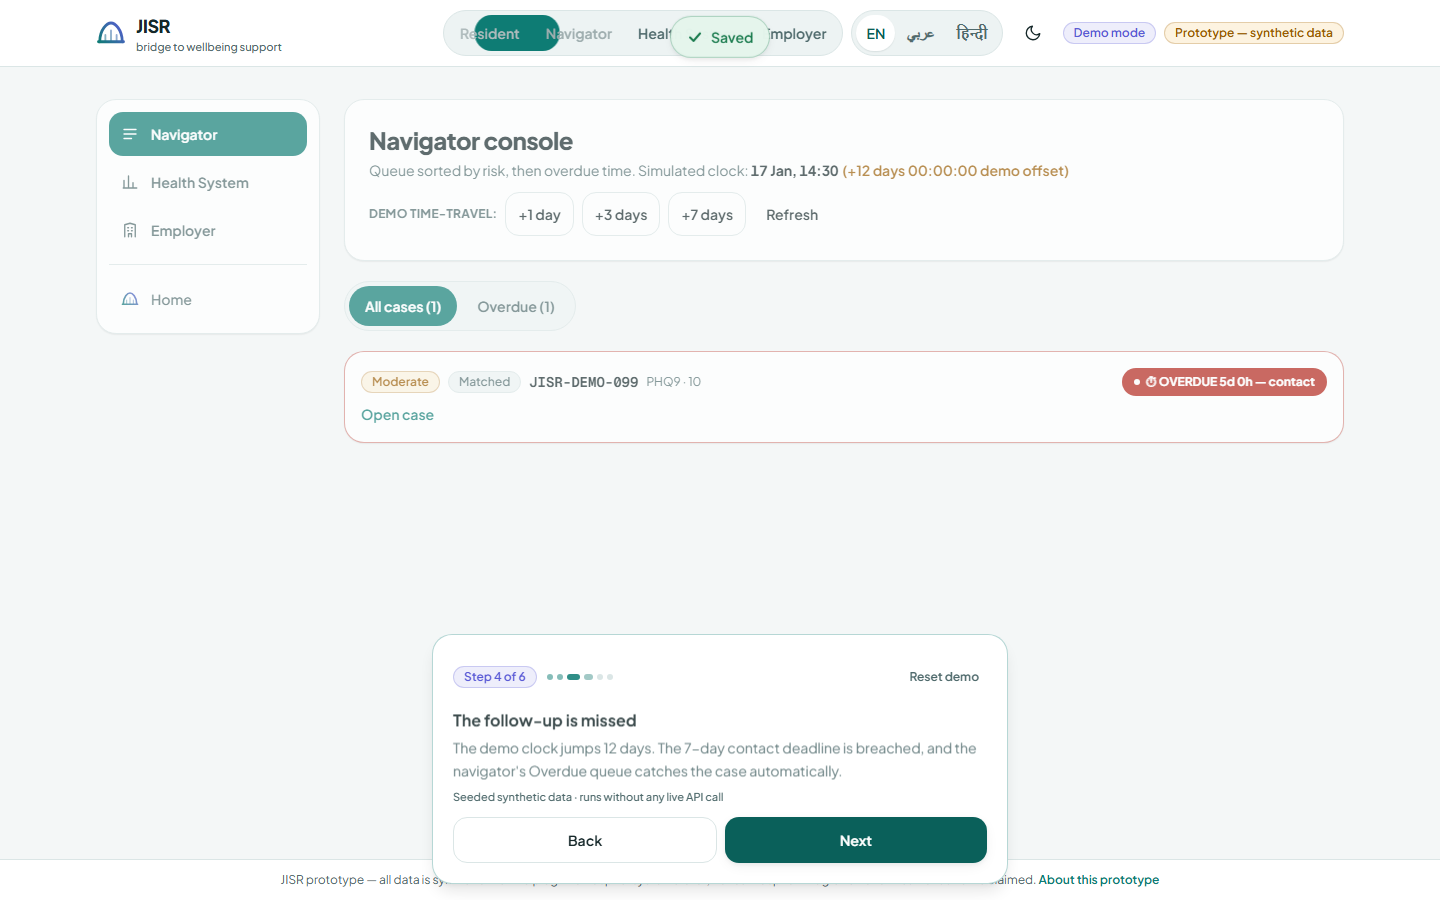 JISR
bridge to wellbeing support
Resident Navigator Employer
Saved
EN عربي हिन्दी
Demo mode
Prototype — synthetic data
Navigator
Health System
Employer
Home
Navigator console
Queue sorted by risk, then overdue time. Simulated clock: 17 Jan, 14:30 (+12 days 00:00:00 demo offset)
DEMO TIME-TRAVEL: +1 day +3 days +7 days Refresh
All cases (1) Overdue (1)
Moderate Matched JISR-DEMO-099 PHQ9 · 10
OVERDUE 5d 0h — contact
Open case
Step 4 of 6
Reset demo
The follow-up is missed
The demo clock jumps 12 days. The 7-day contact deadline is breached, and the
navigator's Overdue queue catches the case automatically.
Seeded synthetic data · runs without any live API call
Back Next
JISR prototype — all data is About this prototype